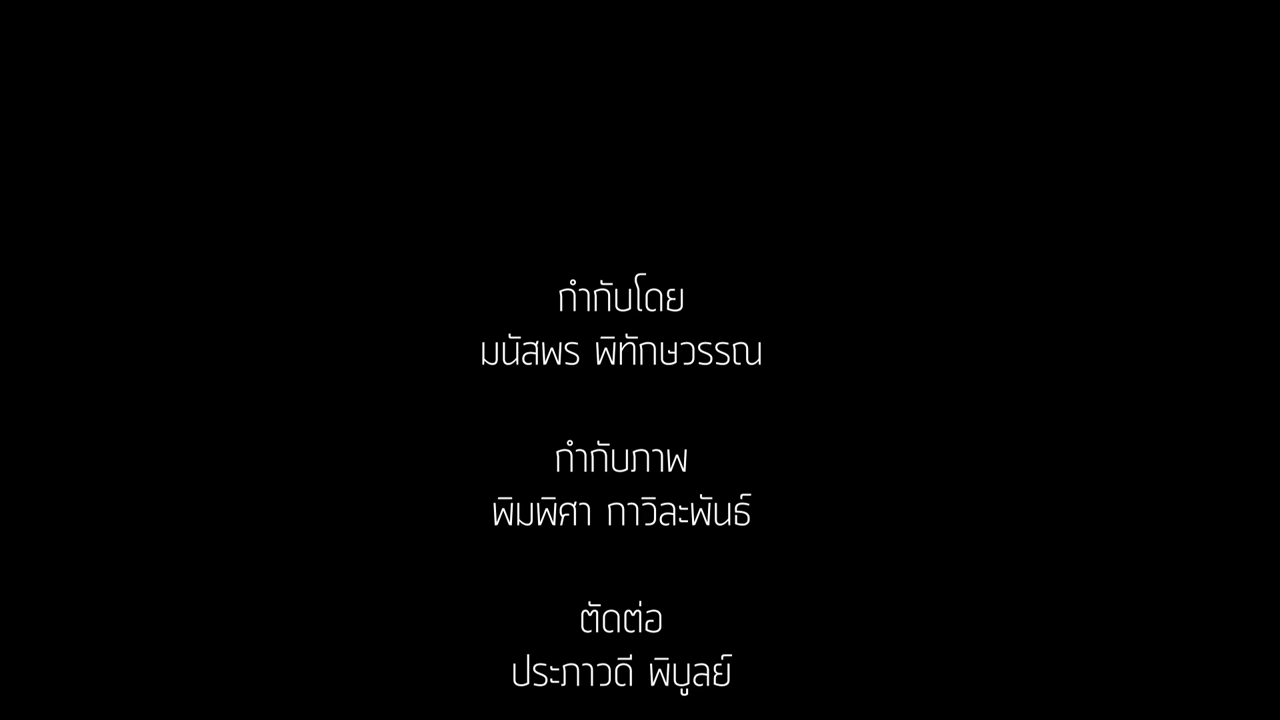 กำกับโดย
มนัสพร พิทักษวรรณ
กำกับภาพ
พิมพิศา กาวิละพันธ์
ตัดต่อ
ประภาวดี พิบูลย์